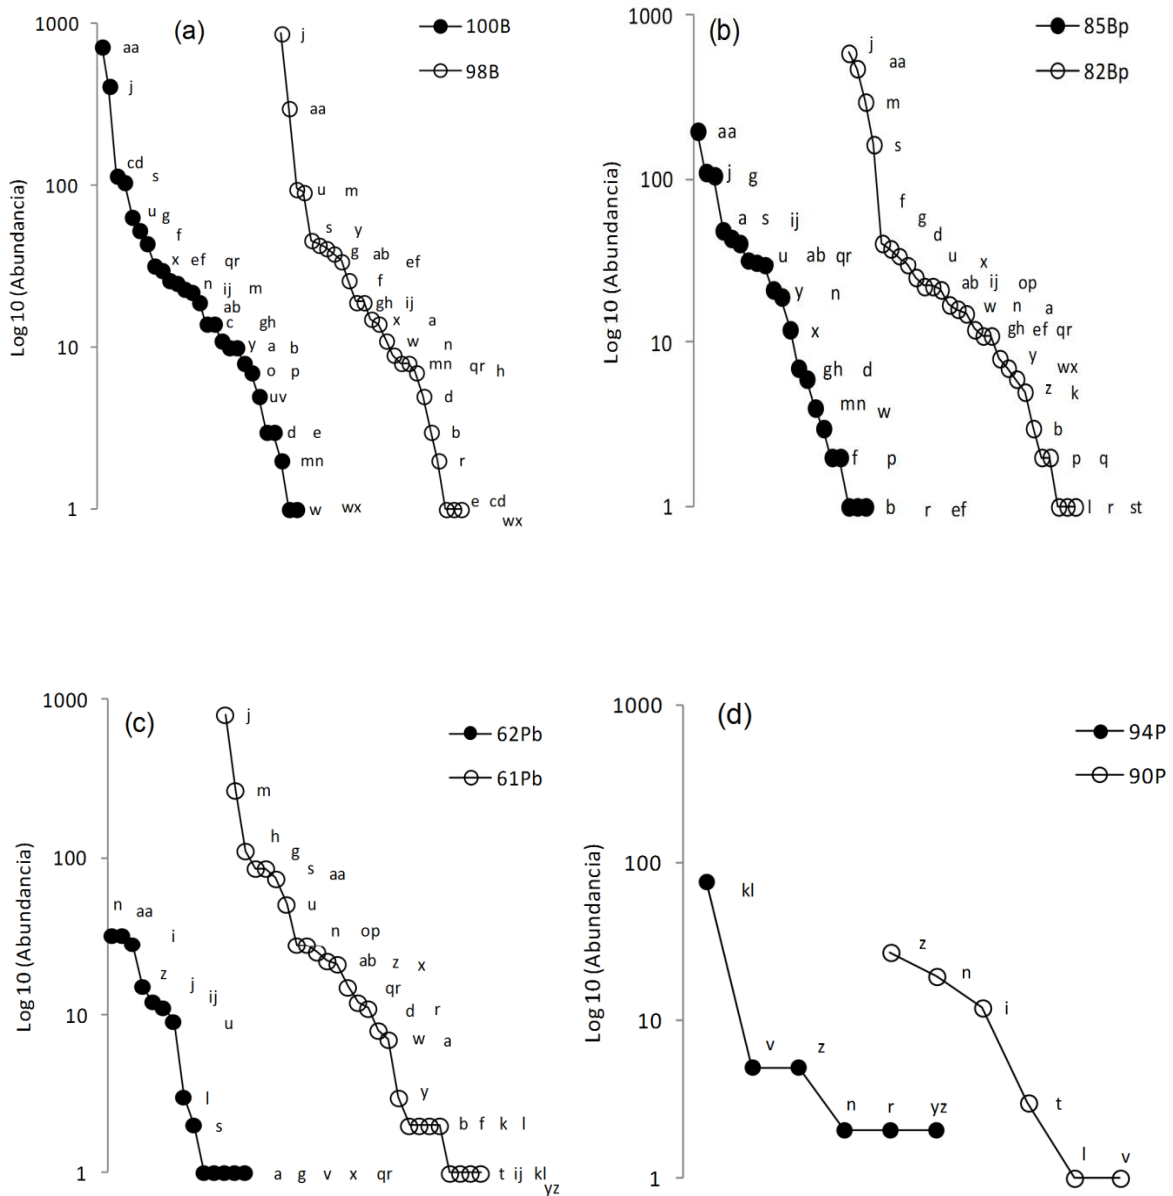 (a)
100B
98B
Log 10 (Abundancia)
1000
100
10
1
aa
j
cd s
u g
f
x ef qr
n ij m
ab
c gh
y a b
o p
uv
d e
mn
w wx
j
aa
u m
s y
g ab ef
f
gh ij
x a
w n
mn qr h
d
b
r
e cd
wx
(b)
85Bp
82Bp
Log 10 (Abundancia)
1000
100
10
1
aa
j g
a s ij
u ab qr
y n
x
gh d
mn w
f p
b r ef
j
aa
m
s
f
g
d
u x
ab ij op
w n a
gh ef qr
y wx
z k
b
p q
l r st
(c)
62Pb
61Pb
Log 10 (Abundancia)
1000
100
10
1
n aa
i
z j
ij
u
l
s
a g v x qr
j
m
h
g
s aa
u
n op
ab z x
qr
d r
w a
y
b f k l
t ij kl
yz
(d)
94P
90P
Log 10 (Abundancia)
1000
100
10
1
kl
v z
n r yz
z
n
i
t
l v